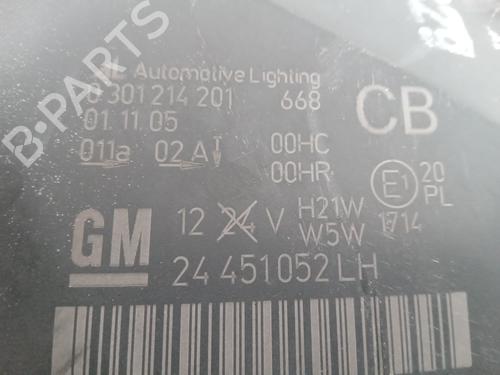 B-PARTS
AL Automotive Lighting
0 301 214 201 668
CB
01.11.05
011a 02 A 00HC
00HR E1 20
PL
1714
GM 12 24 V H21W
W5W
24 451052 LH